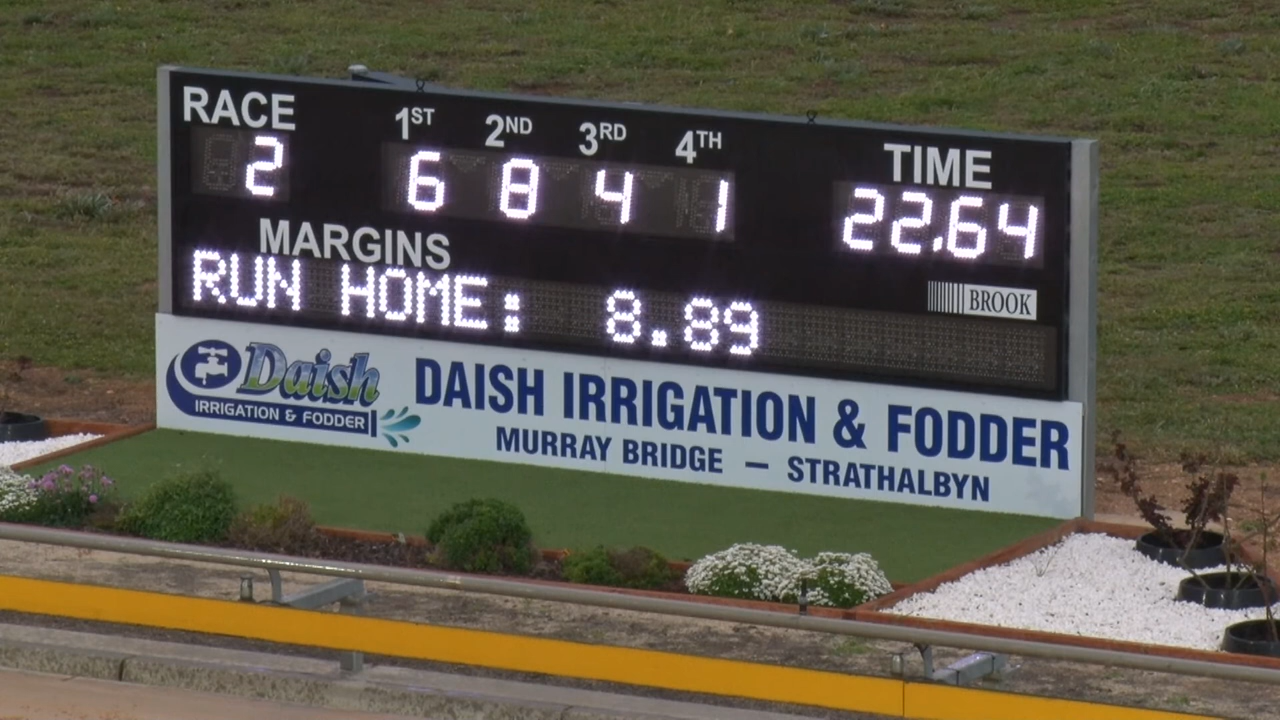 RACE 1ST 2ND 3RD 4TH TIME
2 6 8 4 1 22.64
MARGINS
RUN HOME: 8.89
BROOK
Daish
IRRIGATION & FODDER
DAISH IRRIGATION & FODDER
MURRAY BRIDGE – STRATHALBYN